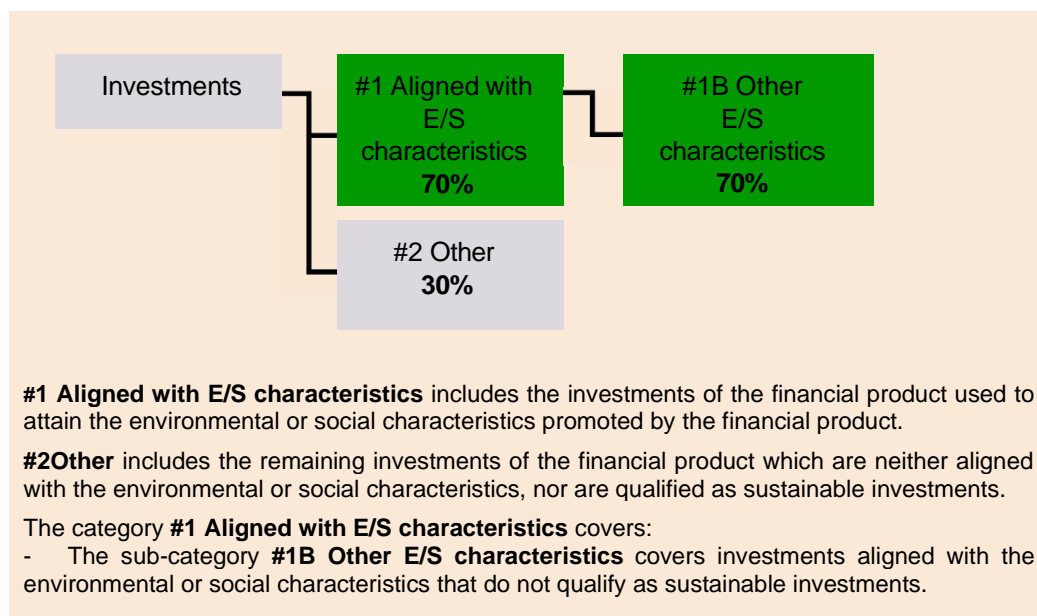 Investments
#1 Aligned with
E/S
characteristics
70%
#1B Other
E/S
characteristics
70%
#2 Other
30%
#1 Aligned with E/S characteristics includes the investments of the financial product used to
attain the environmental or social characteristics promoted by the financial product.
#2Other includes the remaining investments of the financial product which are neither aligned
with the environmental or social characteristics, nor are qualified as sustainable investments.
The category #1 Aligned with E/S characteristics covers:
- The sub-category #1B Other E/S characteristics covers investments aligned with the
environmental or social characteristics that do not qualify as sustainable investments.